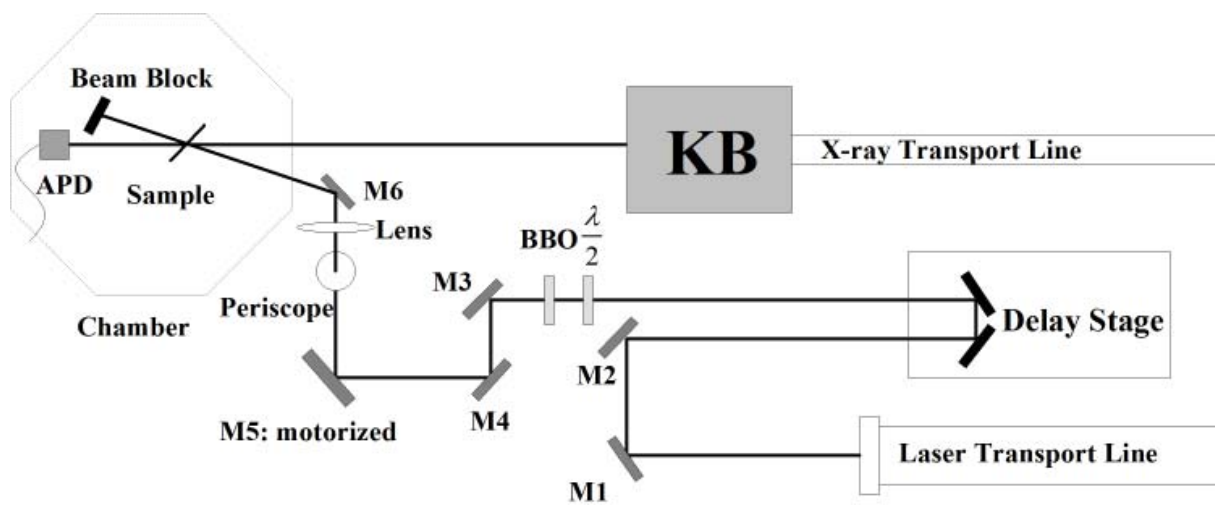 Beam Block
KB
X-ray Transport Line
APD
Sample
M6
Lens
BBO
λ/2
M3
Periscope
Delay Stage
Chamber
M2
M4
M5: motorized
Laser Transport Line
M1